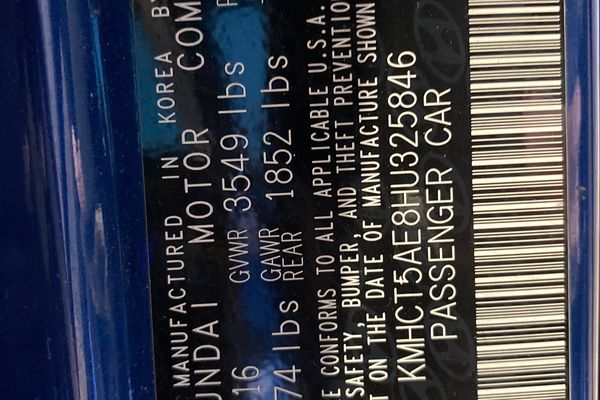 MANUFACTURED IN KOREA BY
UNDAI MOTOR COM
16 GVWR 3549 lbs
74 lbs GAWR REAR 1852 lbs
E CONFORMS TO ALL APPLICABLE U.S.A.
SAFETY, BUMPER, AND THEFT PREVENTION
T ON THE DATE OF MANUFACTURE SHOWN
KMHCT5AE8HU325846
PASSENGER CAR